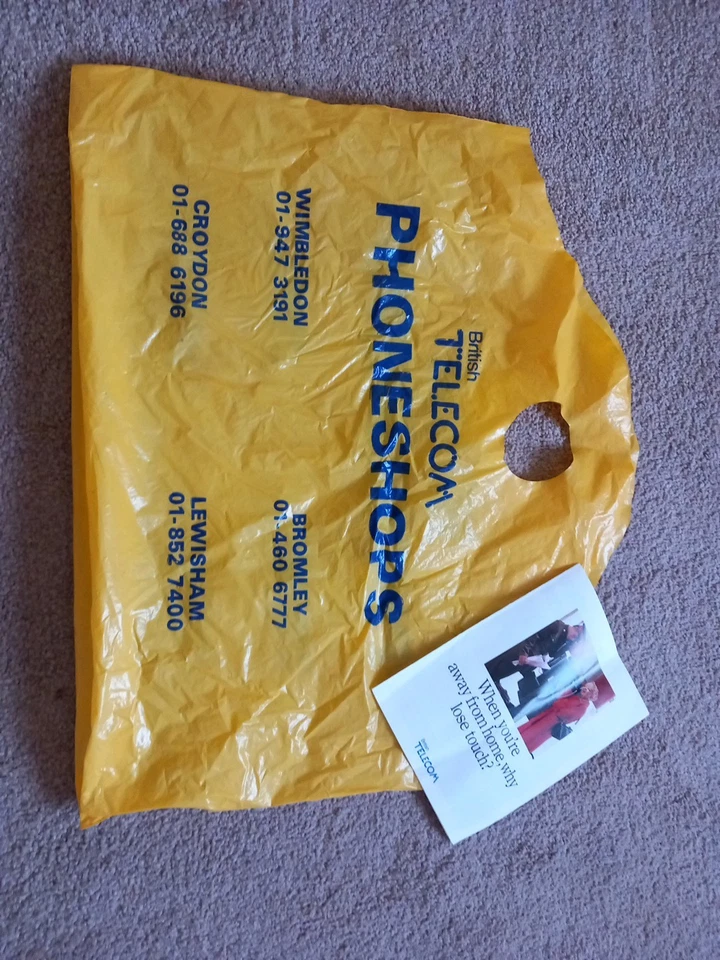 British
TELECOM
PHONESHOPS
WIMBLEDON
01-947 3191
BROMLEY
01-460 6777
CROYDON
01-688 6196
LEWISHAM
01-852 7400
When you're
away from home, why
lose touch?
British
TELECOM